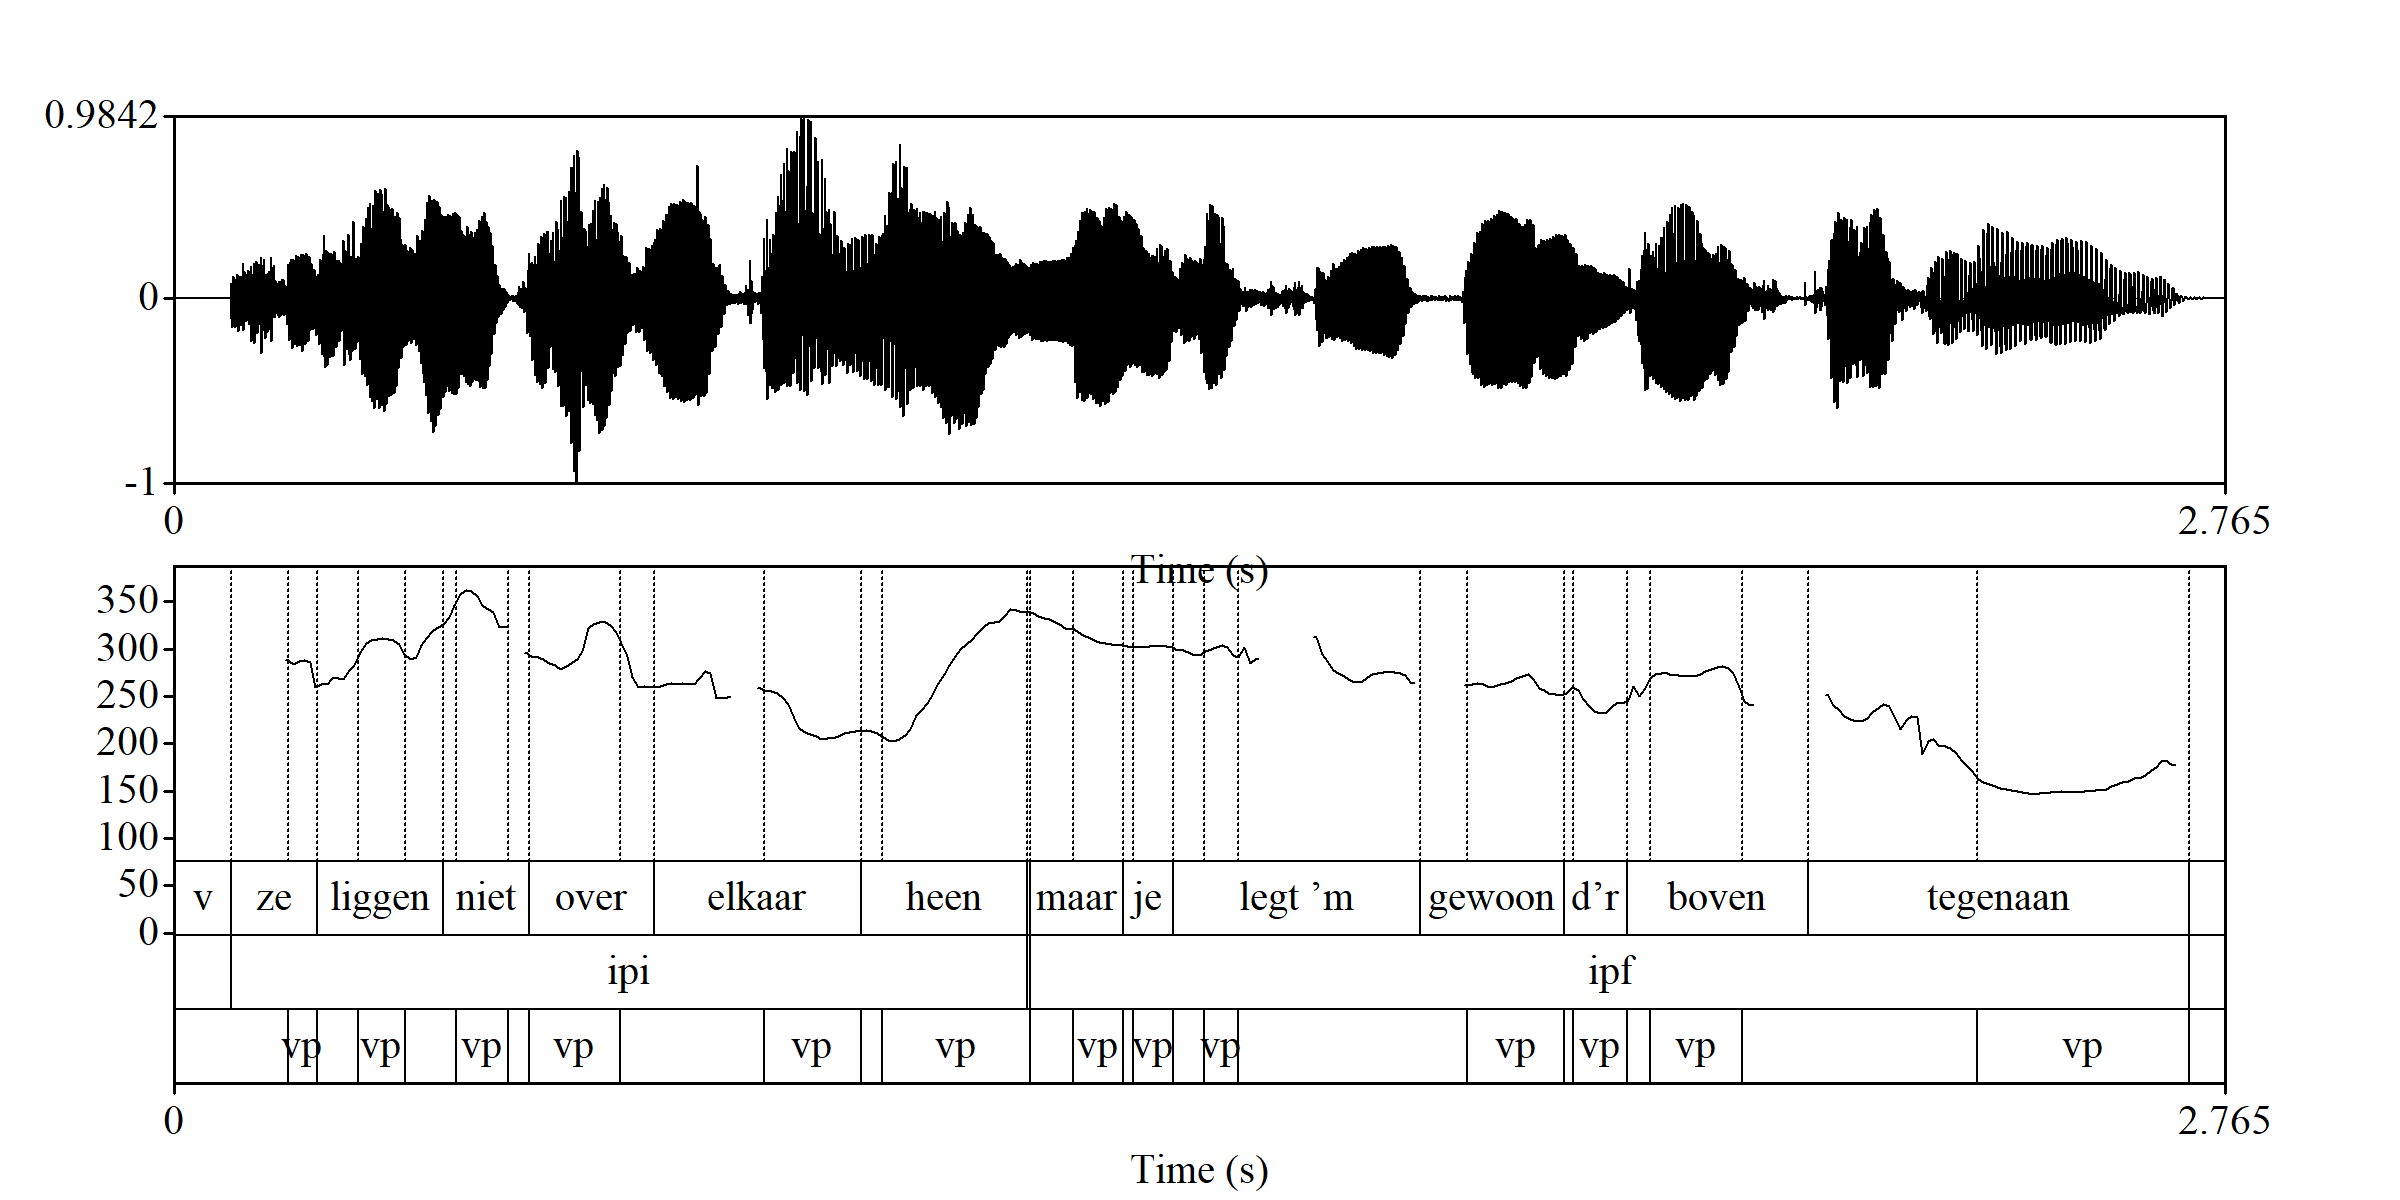 0.9842
0
-1
0 2.765
Time (s)
350
300
250
200
150
100
50
0
v ze liggen niet over elkaar heen maar je legt ’m gewoon d’r boven tegenaan
ipi ipf
vp vp vp vp vp vp vp vp vp vp vp vp vp
0 2.765
Time (s)